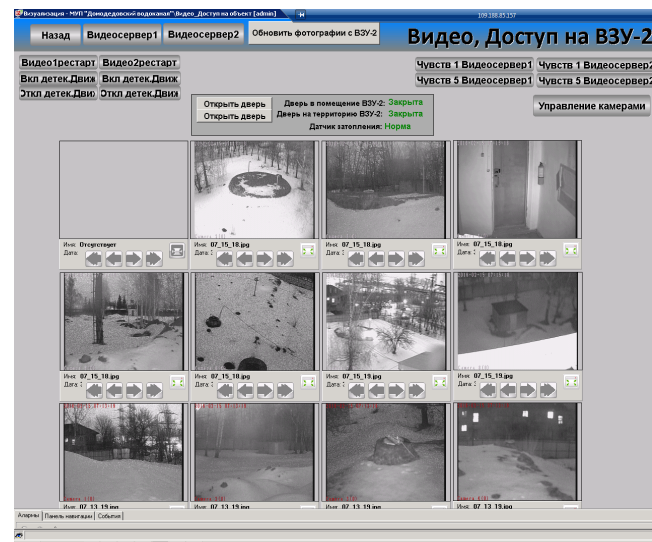 Визуализация - МУП "Домодедовский водоканал"\Видео_Доступ на объект [admin]
109.188.85.157
Назад
Видеосервер1
Видеосервер2
Обновить фотографии с ВЗУ-2
Видео, Доступ на ВЗУ-2
Видео1рестарт
Видео2рестарт
Чувств 1 Видеосервер1
Чувств 1 Видеосервер2
Вкл детек.Движ
Вкл детек.Движ
Чувств 5 Видеосервер1
Чувств 5 Видеосервер2
Откл детек.Движ
Откл детек.Движ
Открыть дверь
Дверь в помещение ВЗУ-2: Закрыта
Управление камерами
Открыть дверь
Дверь на территорию ВЗУ-2: Закрыта
Датчик затопления: Норма
Имя: Отсутствует
Имя: 07_15_18.jpg
Имя: 07_15_18.jpg
Имя: 07_15_18.jpg
Дата:
Дата:
Дата:
Дата:
Имя: 07_15_18.jpg
Имя: 07_15_18.jpg
Имя: 07_15_19.jpg
Имя: 07_15_19.jpg
Дата:
Дата:
Дата:
Дата:
Имя: 07_13_19.jpg
Имя: 07_13_19.jpg
Имя: 07_13_19.jpg
Имя: 07_13_19.jpg
Алармы
Панель навигации
События